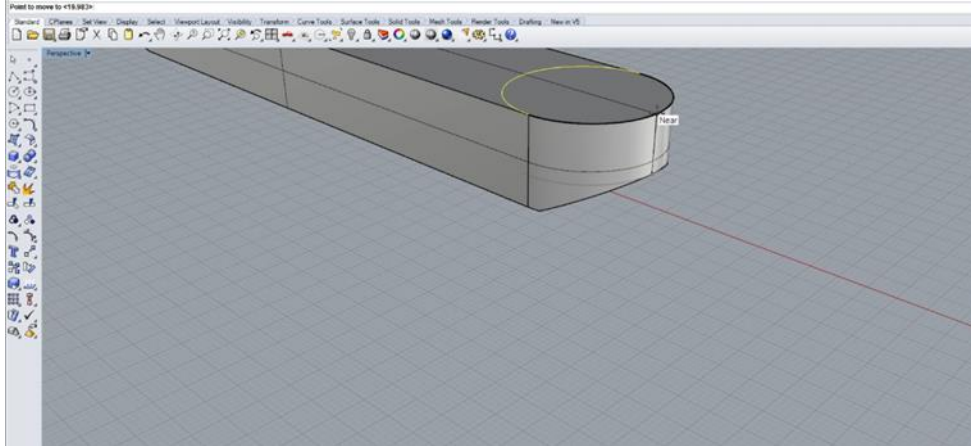 Point to move to <19.983>:
Standard CPlanes Set View Display Select Viewport Layout Visibility Transform Curve Tools Surface Tools Solid Tools Mesh Tools Render Tools Drafting New in V5
Perspective
Near